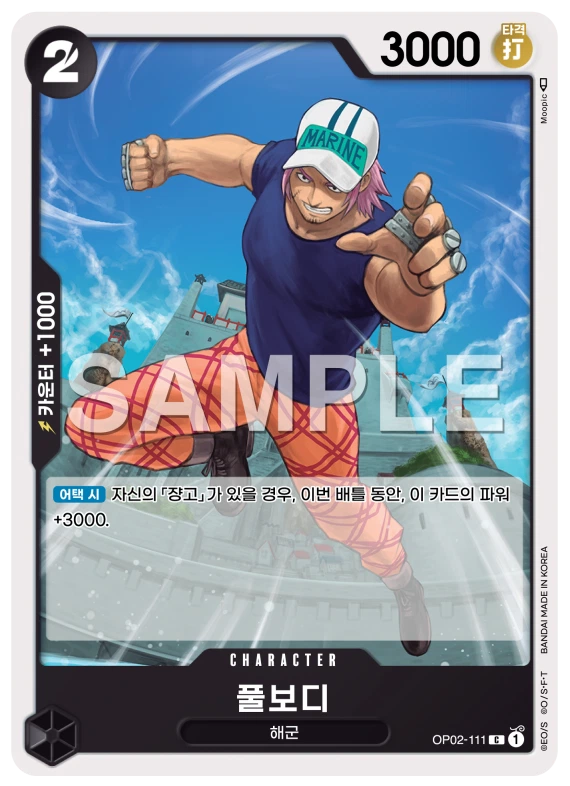 2
3000
타격
打
Moopic
MARINE
⚡카운터 +1000
SAMPLE
어택 시 자신의 「쟝고」가 있을 경우, 이번 배틀 동안, 이 카드의 파워
+3000.
CHARACTER
풀보디
해군
OP02-111 C 1
©EO/S ©O/S·F·T BANDAI MADE IN KOREA